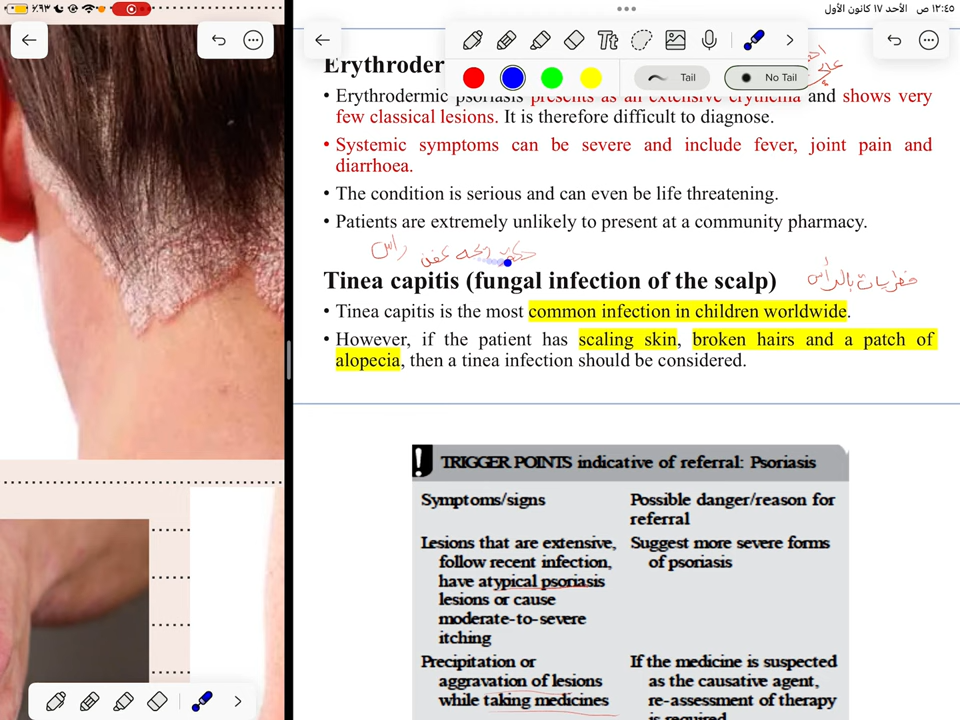 ١٢:٤٥ ص الأحد ١٧ كانون الأول
٪٩٣
Tt
Tail
No Tail
احمر
Erythroder
• Erythrodermic psoriasis presents as an extensive erythema and shows very
few classical lesions. It is therefore difficult to diagnose.
• Systemic symptoms can be severe and include fever, joint pain and
diarrhoea.
• The condition is serious and can even be life threatening.
• Patients are extremely unlikely to present at a community pharmacy.
راس
Tinea capitis (fungal infection of the scalp) فطريات بالرأس
• Tinea capitis is the most common infection in children worldwide.
• However, if the patient has scaling skin, broken hairs and a patch of
alopecia, then a tinea infection should be considered.
! TRIGGER POINTS indicative of referral: Psoriasis
Symptoms/signs
Possible danger/reason for
referral
Lesions that are extensive,
follow recent infection,
have atypical psoriasis
lesions or cause
moderate-to-severe
itching
Suggest more severe forms
of psoriasis
Precipitation or
aggravation of lesions
while taking medicines
If the medicine is suspected
as the causative agent,
re-assessment of therapy
is required